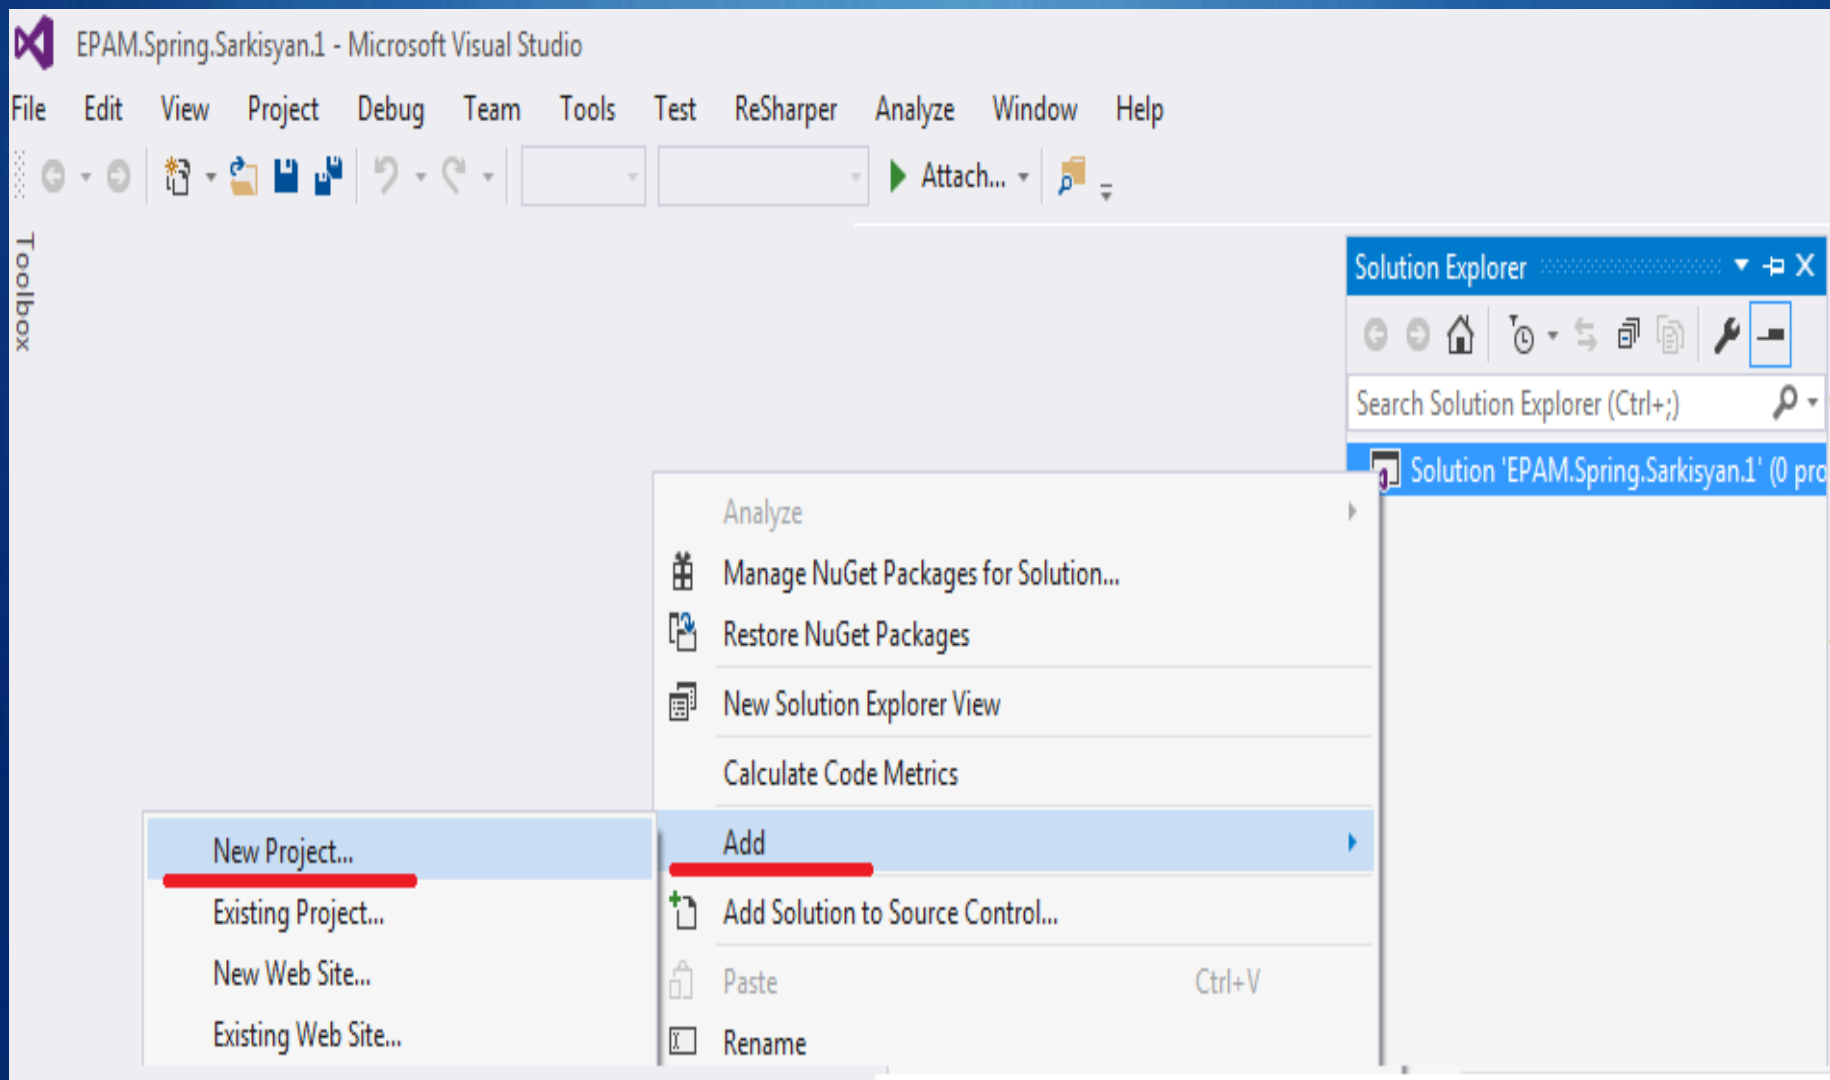 EPAM.Spring.Sarkisyan.1 - Microsoft Visual Studio
File Edit View Project Debug Team Tools Test ReSharper Analyze Window Help
Attach...
Toolbox
Solution Explorer
Search Solution Explorer (Ctrl+;)
Solution 'EPAM.Spring.Sarkisyan.1' (0 pro
Analyze
Manage NuGet Packages for Solution...
Restore NuGet Packages
New Solution Explorer View
Calculate Code Metrics
Add
Add Solution to Source Control...
Paste Ctrl+V
Rename
New Project...
Existing Project...
New Web Site...
Existing Web Site...